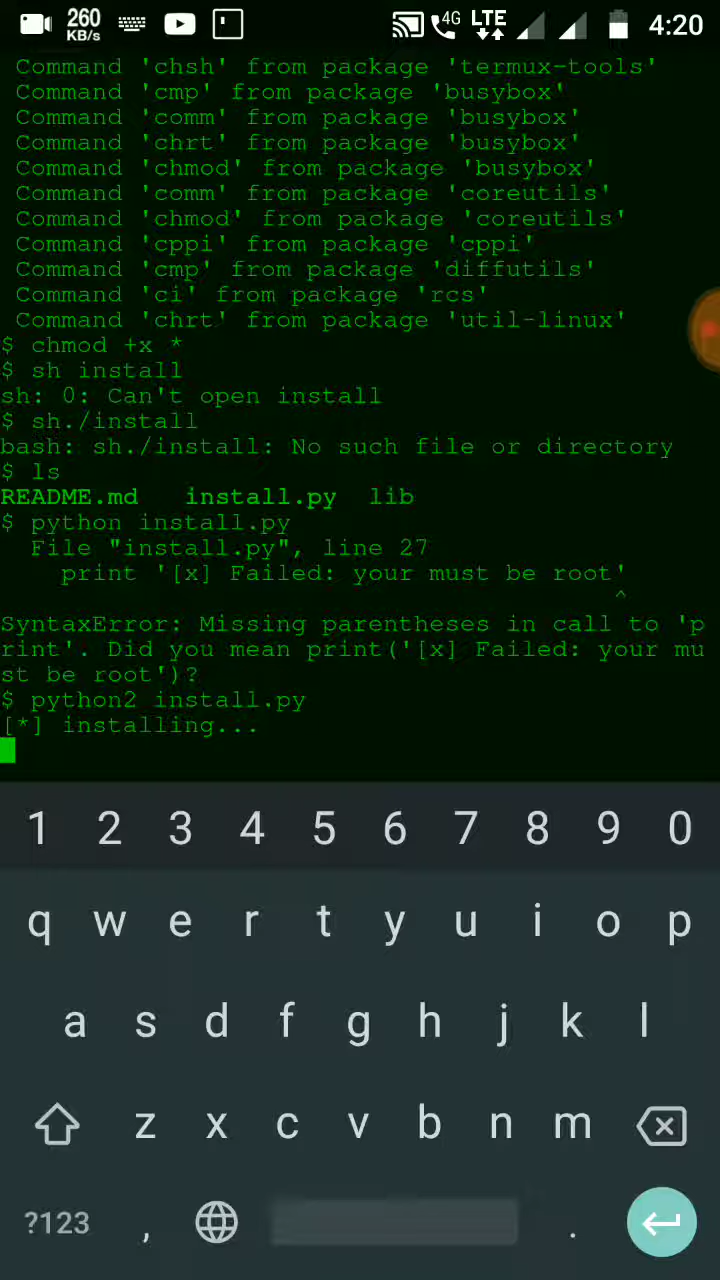 260
KB/s
4G
LTE
4:20
Command 'chsh' from package 'termux-tools'
Command 'cmp' from package 'busybox'
Command 'comm' from package 'busybox'
Command 'chrt' from package 'busybox'
Command 'chmod' from package 'busybox'
Command 'comm' from package 'coreutils'
Command 'chmod' from package 'coreutils'
Command 'cppi' from package 'cppi'
Command 'cmp' from package 'diffutils'
Command 'ci' from package 'rcs'
Command 'chrt' from package 'util-linux'
$ chmod +x *
$ sh install
sh: 0: Can't open install
$ sh./install
bash: sh./install: No such file or directory
$ ls
README.md install.py lib
$ python install.py
File "install.py", line 27
print '[x] Failed: your must be root'
^
SyntaxError: Missing parentheses in call to 'p
rint'. Did you mean print('[x] Failed: your mu
st be root')?
$ python2 install.py
[*] installing...
1 2 3 4 5 6 7 8 9 0
q w e r t y u i o p
a s d f g h j k l
z x c v b n m
?123 , .